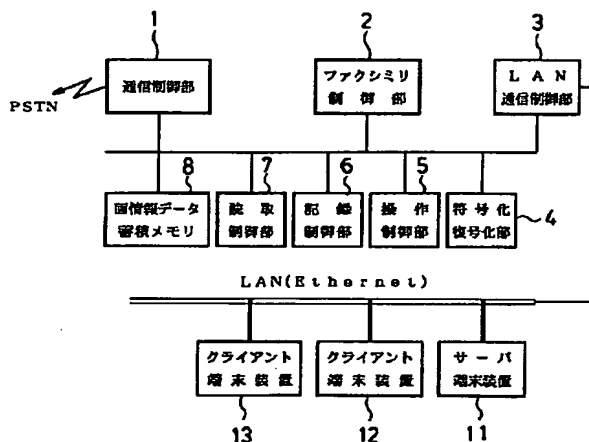 1
2
3
通信制御部
ファクシミリ
制御部
LAN
通信制御部
PSTN
8
7
6
5
4
画情報データ
蓄積メモリ
読取
制御部
記録
制御部
操作
制御部
符号化
復号化部
LAN(Ethernet)
クライアント
端末装置
クライアント
端末装置
サーバ
端末装置
13
12
11